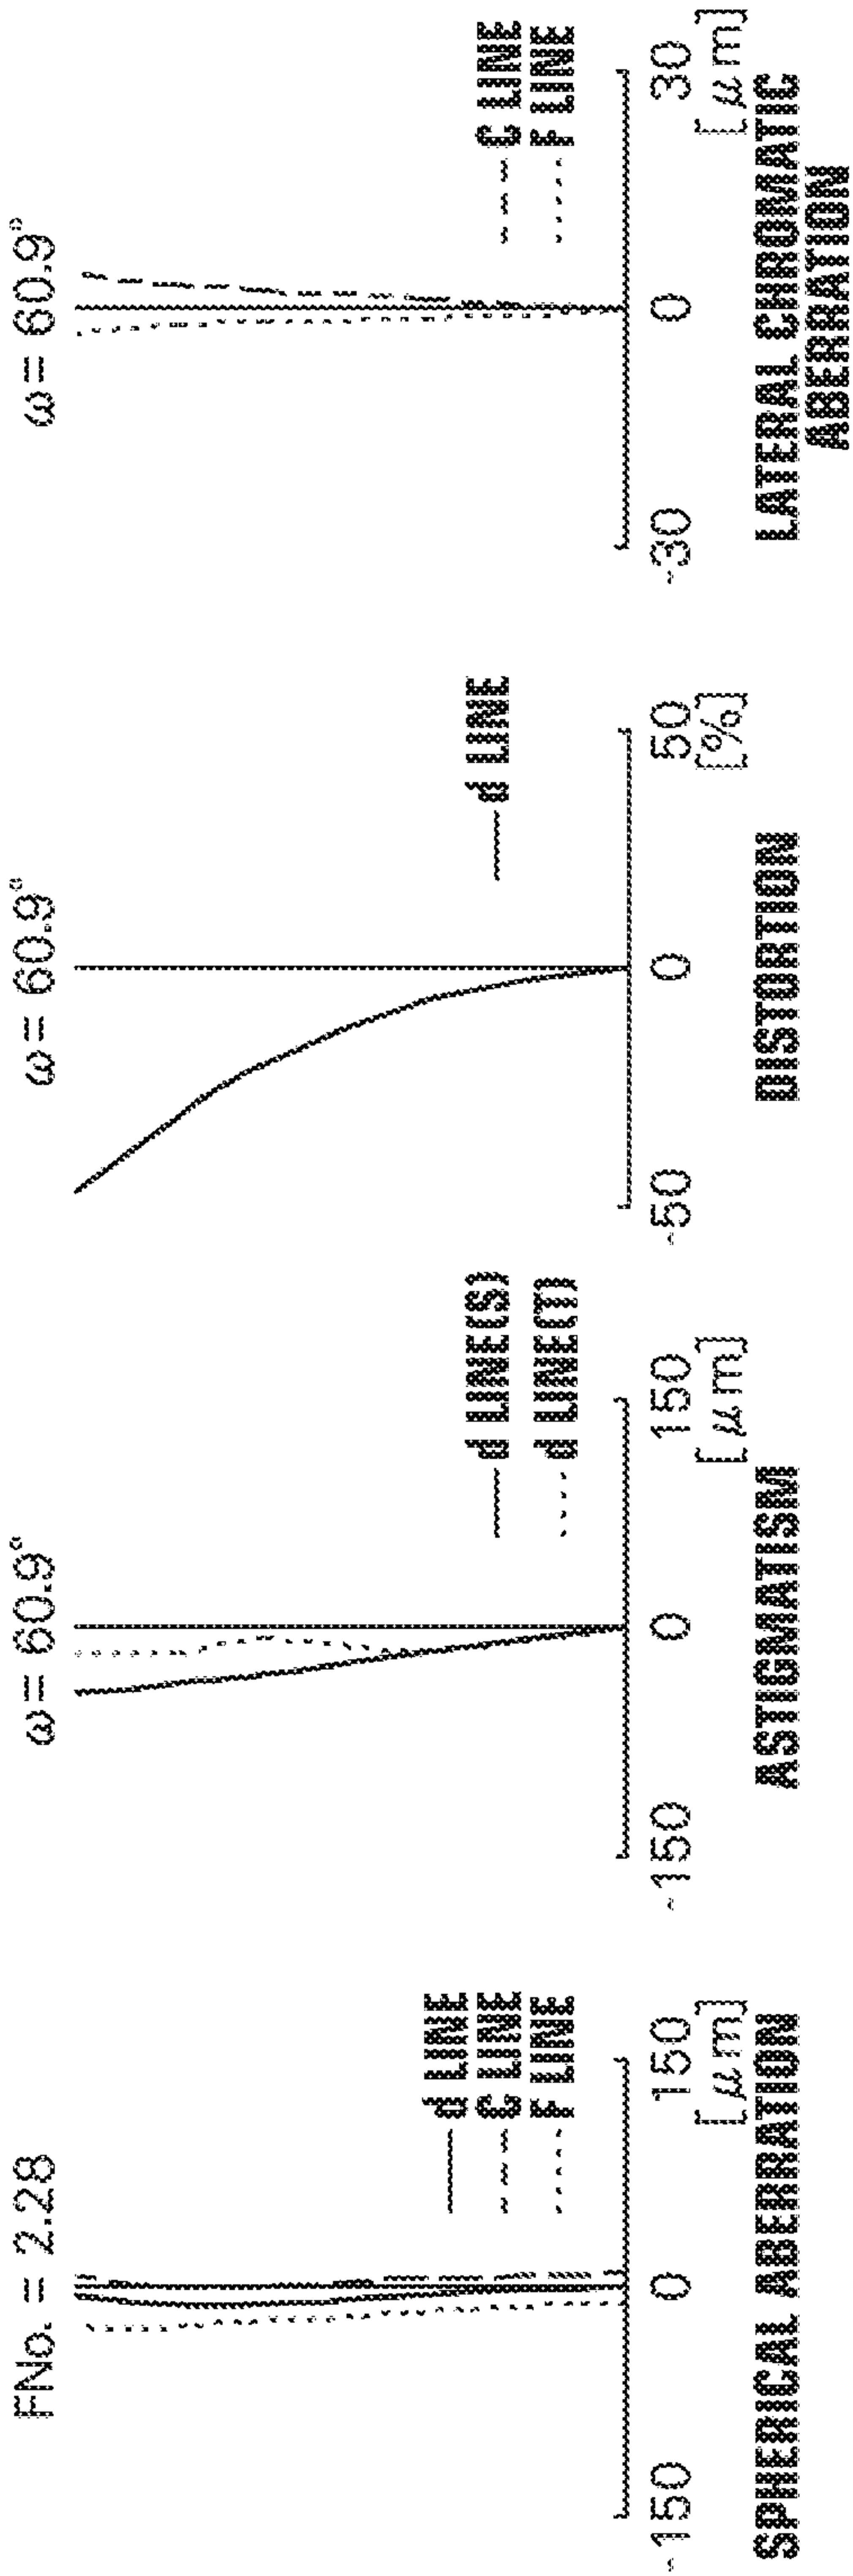 FNo. = 2.28
d LINE
C LINE
F LINE
-150 0 150
[μm]
SPHERICAL ABERRATION
ω= 60.9°
d LINE(S)
d LINE(T)
-150 0 150
[μm]
ASTIGMATISM
ω= 60.9°
d LINE
-50 0 50
[%]
DISTORTION
ω= 60.9°
C LINE
F LINE
-30 0 30
[μm]
LATERAL CHROMATIC
ABERRATION